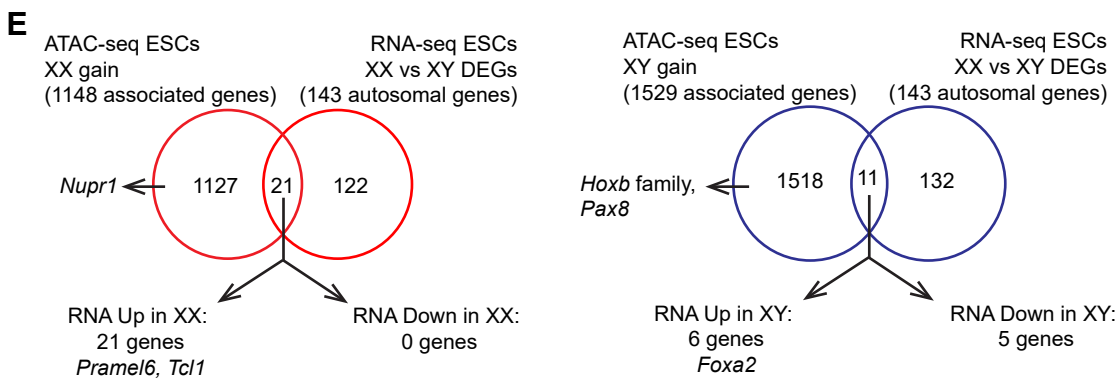 E
ATAC-seq ESCs
XX gain
(1148 associated genes)
RNA-seq ESCs
XX vs XY DEGs
(143 autosomal genes)
Nupr1
1127
21
122
RNA Up in XX:
21 genes
Pramel6, Tcl1
RNA Down in XX:
0 genes
ATAC-seq ESCs
XY gain
(1529 associated genes)
RNA-seq ESCs
XX vs XY DEGs
(143 autosomal genes)
Hoxb family,
Pax8
1518
11
132
RNA Up in XY:
6 genes
Foxa2
RNA Down in XY:
5 genes